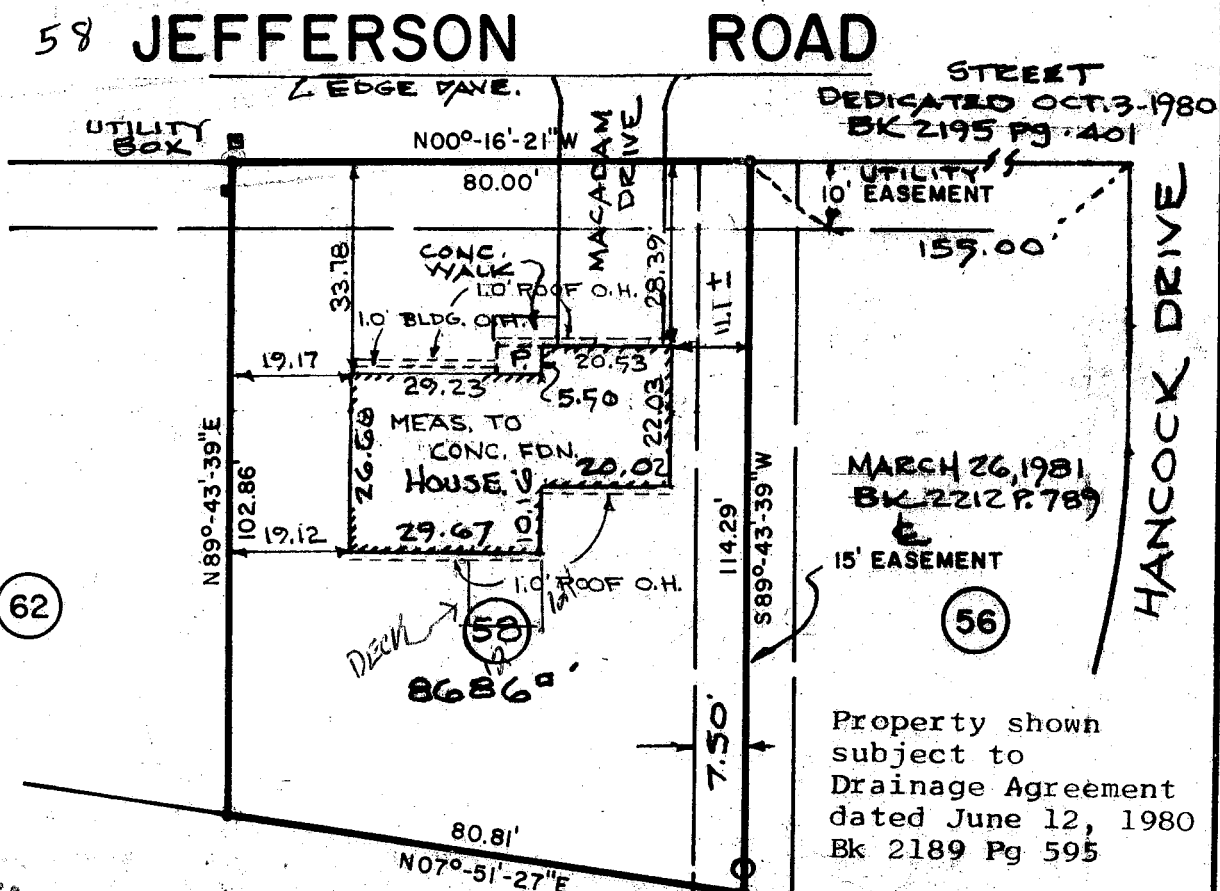 58 JEFFERSON ROAD
EDGE PAVE.
STREET
DEDICATED OCT. 3-1980
BK 2195 Pg. 401
UTILITY
BOX
N00°-16'-21"W
80.00'
MACADAM
DRIVE
UTILITY
10' EASEMENT
155.00'
HANCOCK DRIVE
33.78
CONC.
WALK
28.39
1.0' ROOF O.H.
1.0' BLDG. O.H.
11.1 ±
19.17
29.23
P.
20.53
5.50
22.03
26.68
MEAS. TO
CONC. FDN.
HOUSE
20.02
29.67
19.12
N89°-43'-39"E
102.86'
114.29'
S89°-43'-39"W
MARCH 26, 1981
BK 2212 P. 789
15' EASEMENT
1.0' ROOF O.H.
62
56
DECK
12'
58
12
8686
7.50'
Property shown
subject to
Drainage Agreement
dated June 12, 1980
Bk 2189 Pg 595
80.81'
N07°-51'-27"E